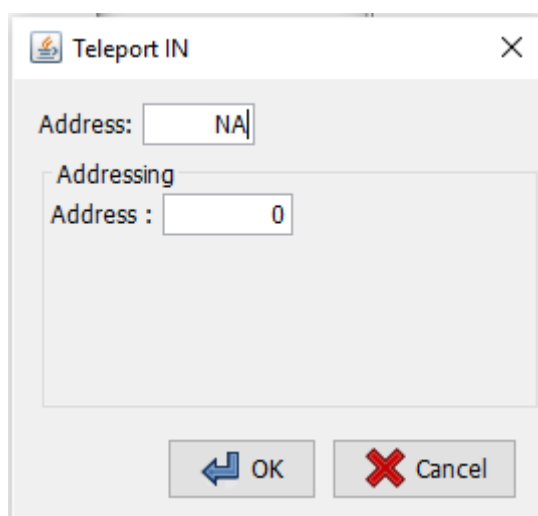 Teleport IN
Address: NA
Addressing
Address : 0
OK Cancel